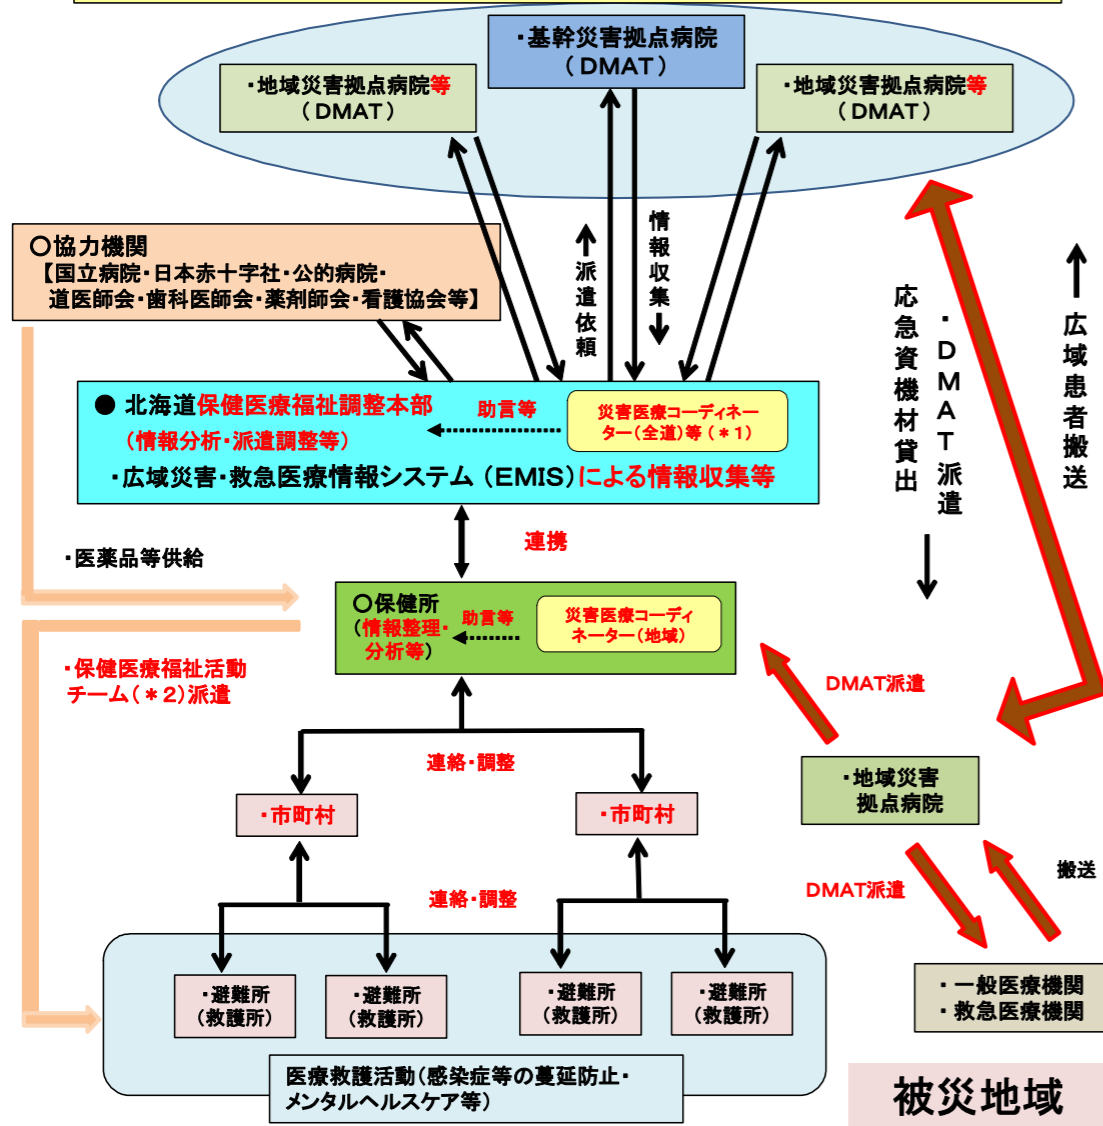 ・基幹災害拠点病院
(DMAT)
・地域災害拠点病院等
(DMAT)
・地域災害拠点病院等
(DMAT)
○協力機関
【国立病院・日本赤十字社・公的病院・
道医師会・歯科医師会・薬剤師会・看護協会等】
↑派遣依頼
情報収集↓
・DMAT派遣
応急資機材貸出
↑広域患者搬送
● 北海道保健医療福祉調整本部
(情報分析・派遣調整等)
助言等
災害医療コーディネー
ター(全道)等(*1)
・広域災害・救急医療情報システム(EMIS)による情報収集等
連携
・医薬品等供給
○保健所
(情報整理・
分析等)
助言等
災害医療コーディ
ネーター(地域)
・保健医療福祉活動
チーム(*2)派遣
DMAT派遣
連絡・調整
・市町村
・市町村
・地域災害
拠点病院
連絡・調整
DMAT派遣
搬送
・避難所
(救護所)
・避難所
(救護所)
・避難所
(救護所)
・避難所
(救護所)
・一般医療機関
・救急医療機関
医療救護活動(感染症等の蔓延防止・
メンタルヘルスケア等)
被災地域